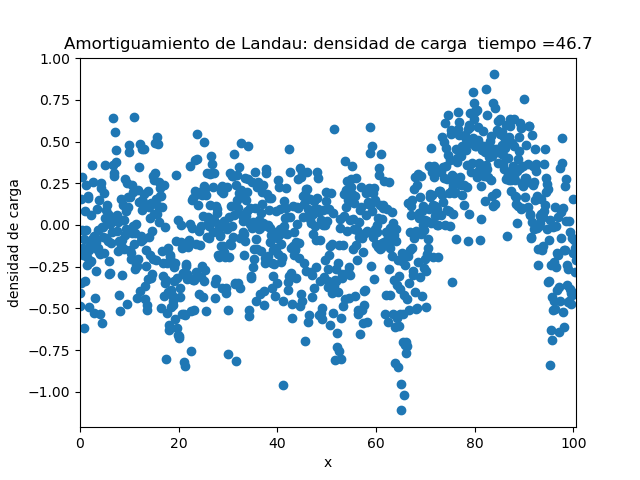 Amortiguamiento de Landau: densidad de carga  tiempo =46.7
1.00
0.75
0.50
0.25
0.00
−0.25
−0.50
−0.75
−1.00
densidad de carga
0 20 40 60 80 100
x